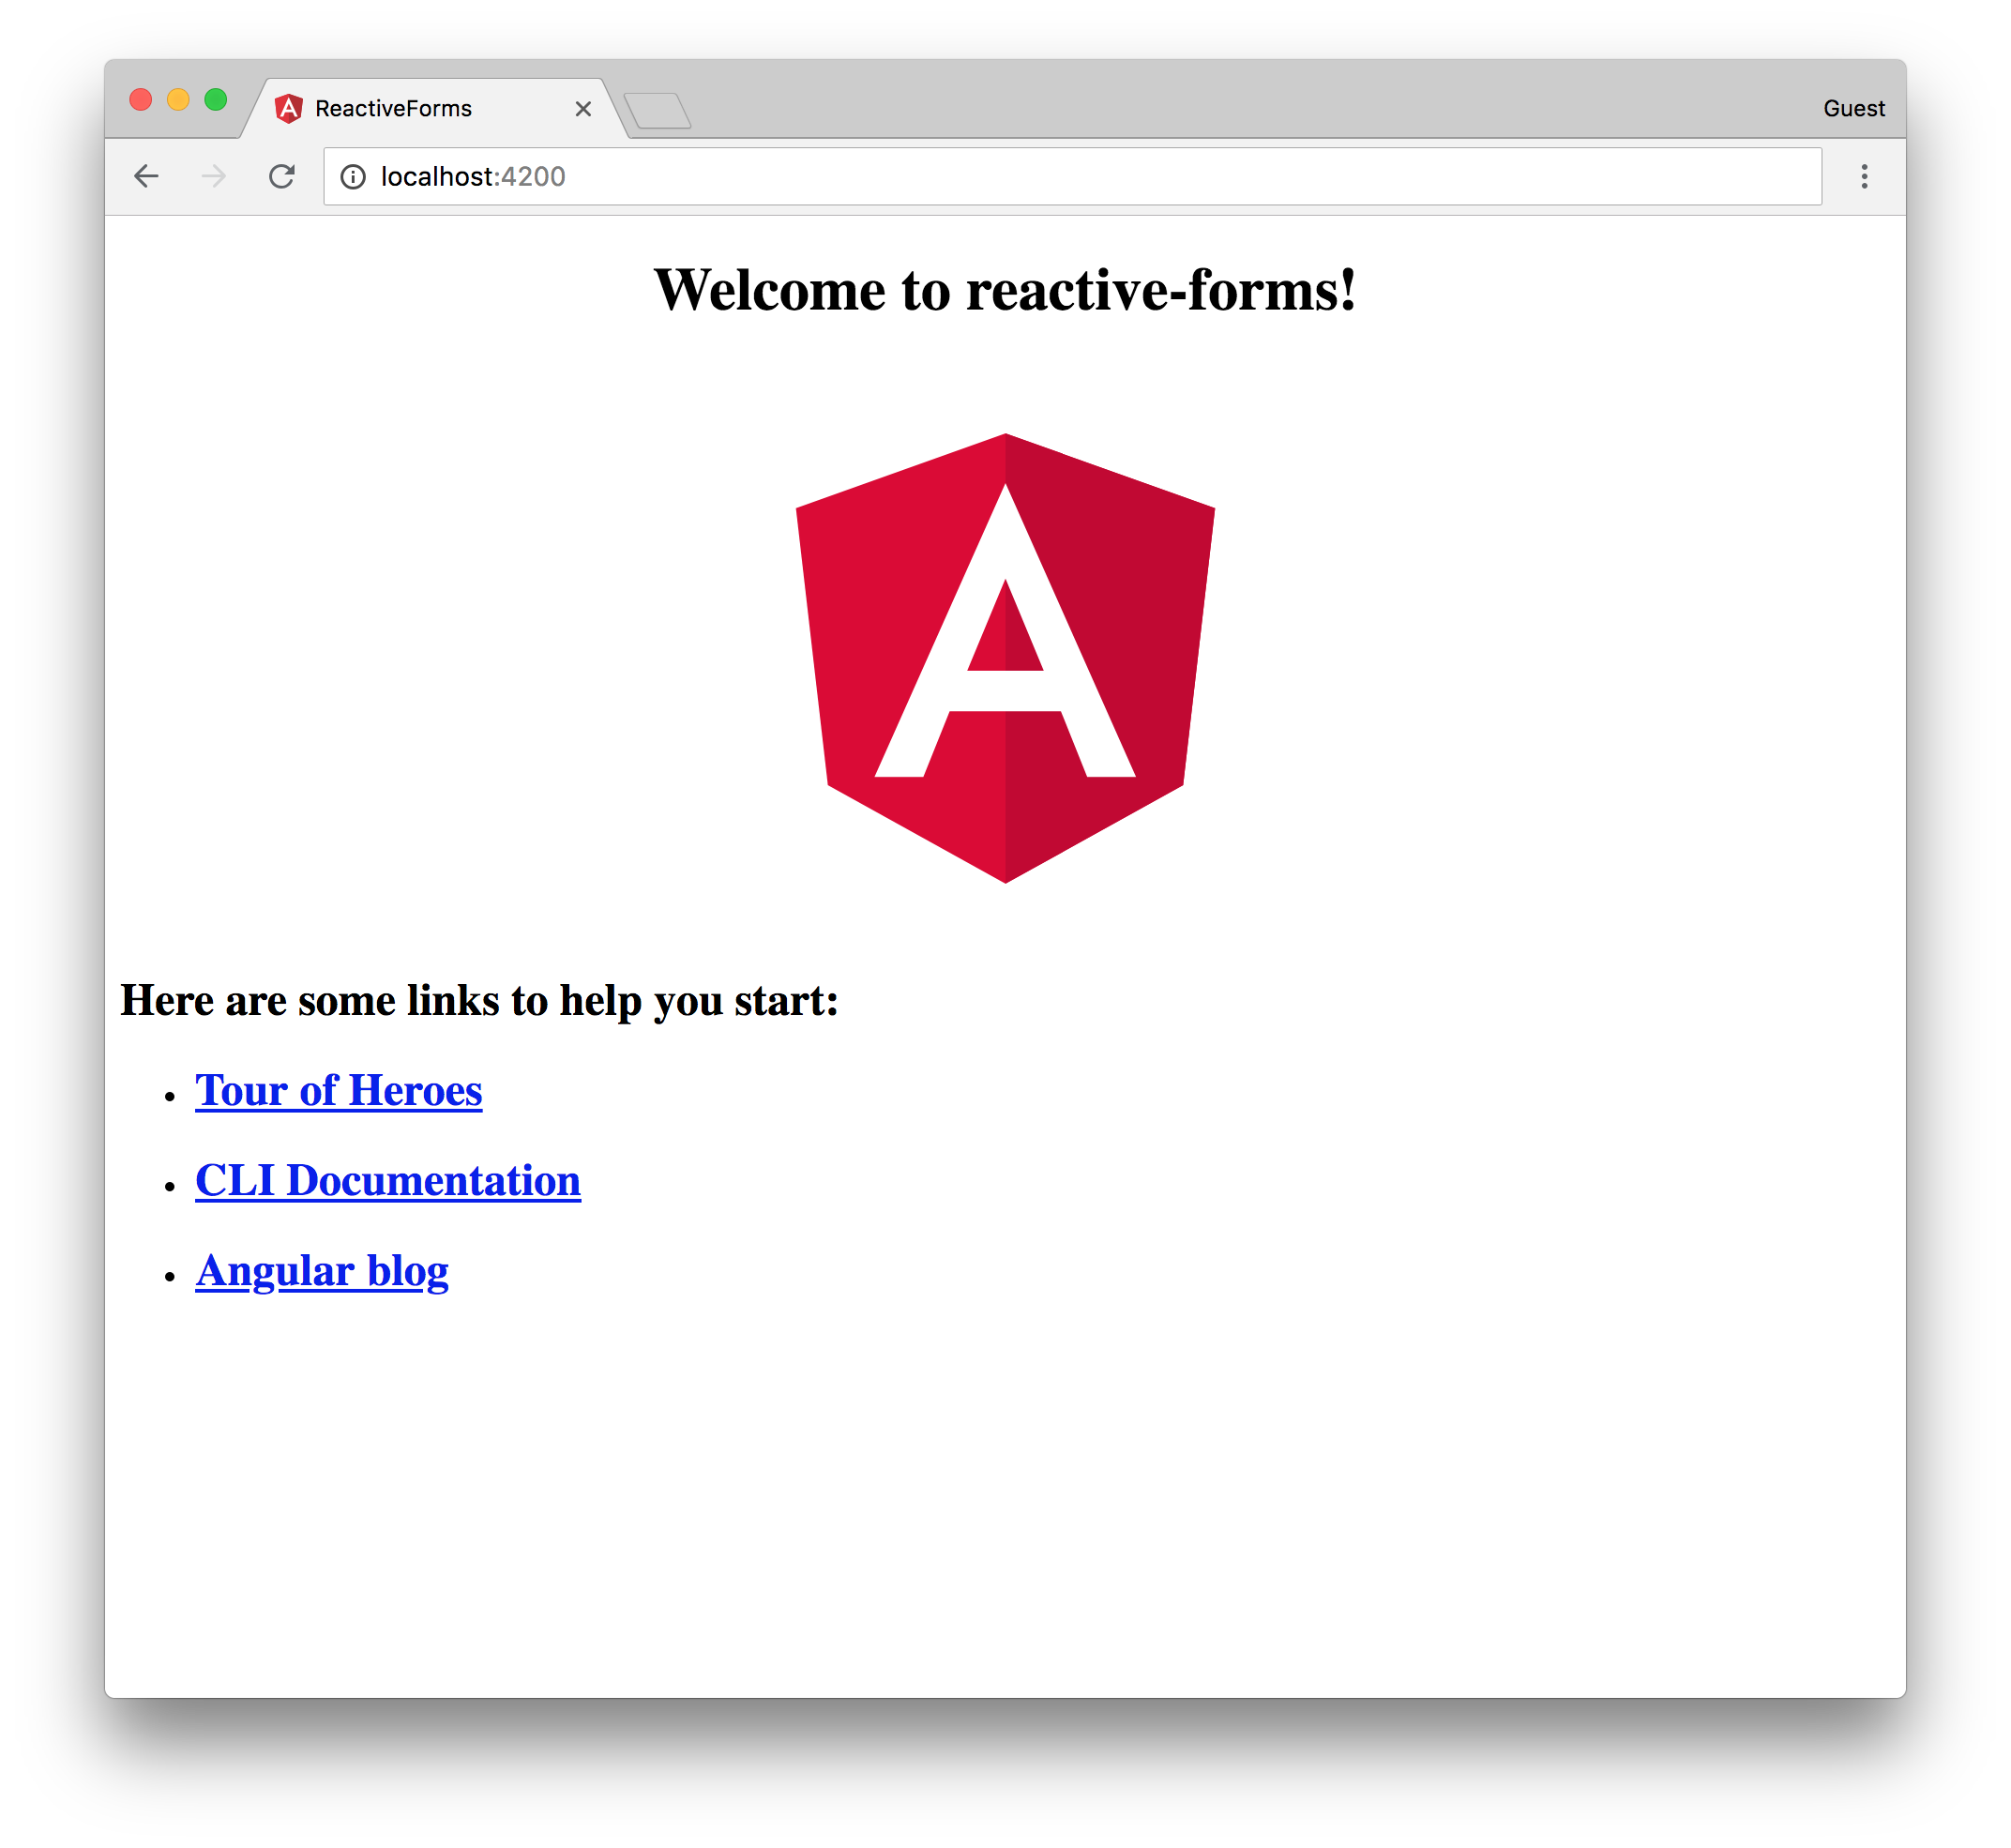 ReactiveForms
Guest
localhost:4200
Welcome to reactive-forms!
A
Here are some links to help you start:
• Tour of Heroes
• CLI Documentation
• Angular blog